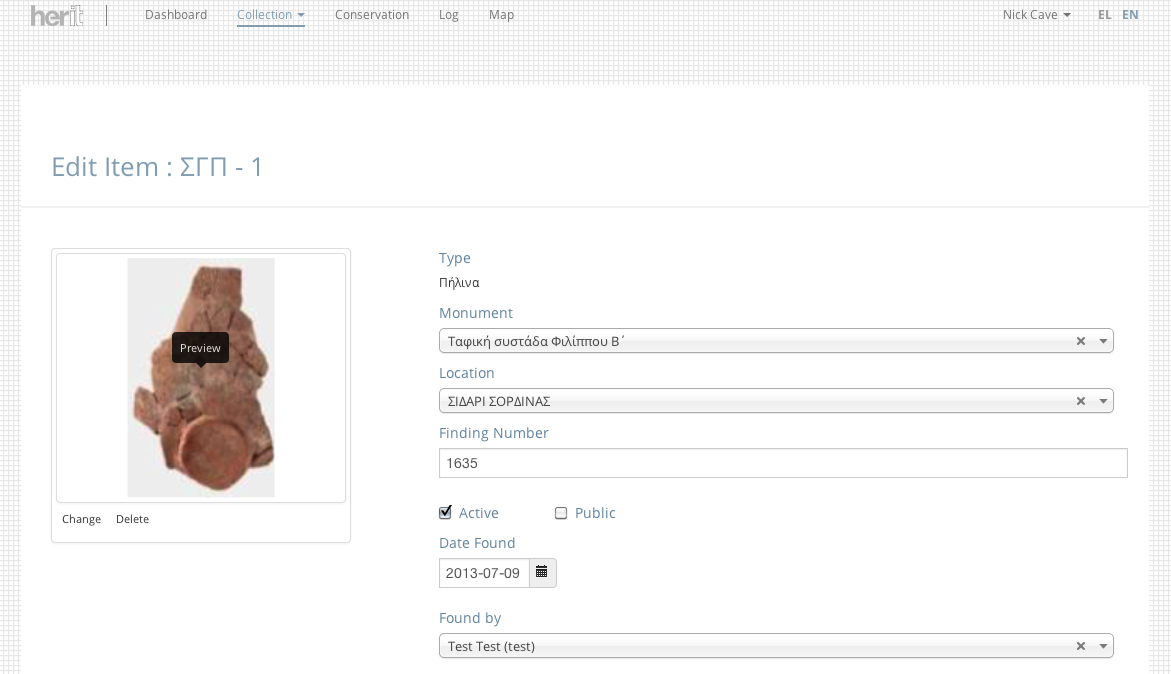 herit
Dashboard Collection Conservation Log Map Nick Cave EL EN
Edit Item : ΣΓΠ - 1
Preview
Change Delete
Type
Πήλινα
Monument
Ταφική συστάδα Φιλίππου Β΄
Location
ΣΙΔΑΡΙ ΣΟΡΔΙΝΑΣ
Finding Number
1635
Active Public
Date Found
2013-07-09
Found by
Test Test (test)